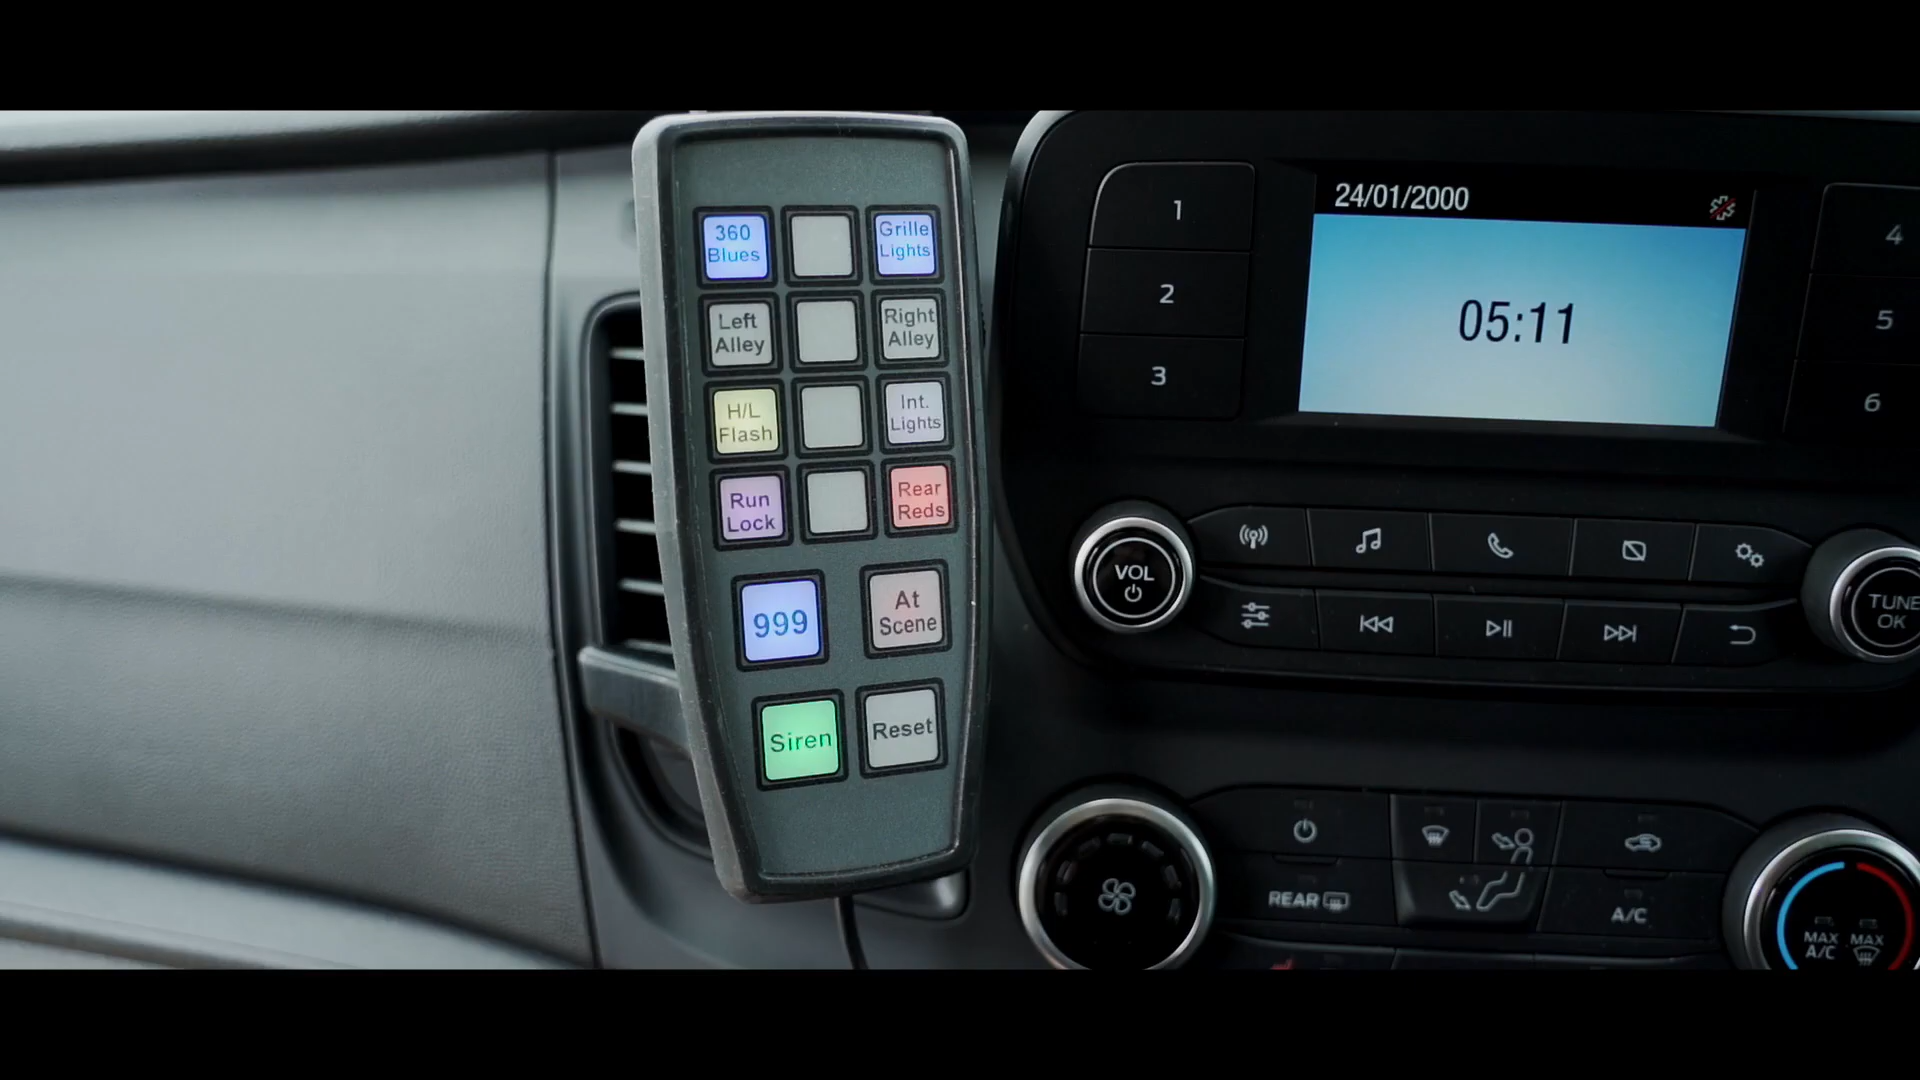 360
Blues
Grille
Lights
Left
Alley
Right
Alley
H/L
Flash
Int.
Lights
Run
Lock
Rear
Reds
999
At
Scene
Siren
Reset
24/01/2000
05:11
1
2
3
4
5
6
VOL
TUNE
OK
REAR
A/C
MAX
A/C
MAX